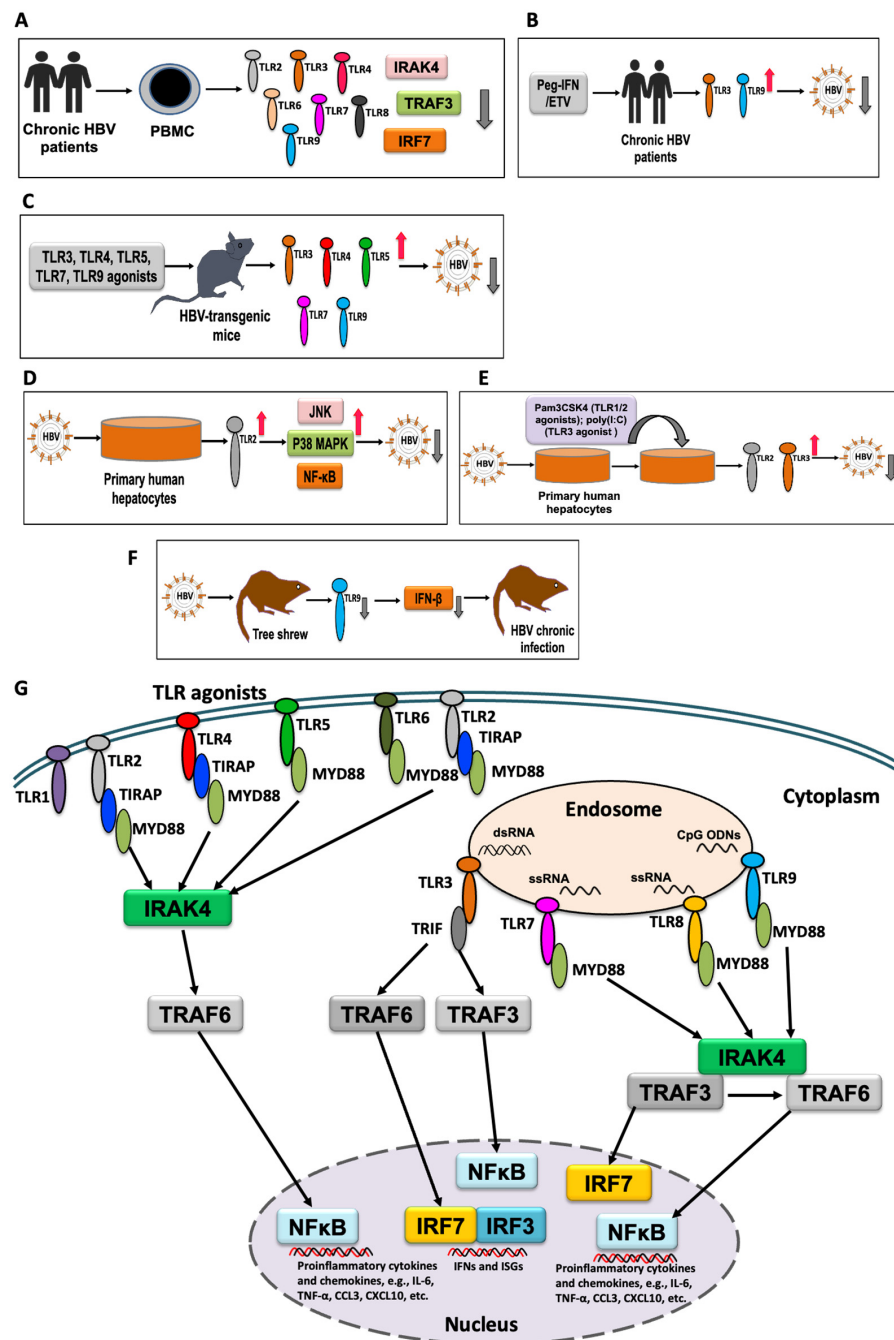 A
TLR2
TLR3
TLR4
IRAK4
TLR6
TLR7
TLR8
TRAF3
TLR9
IRF7
Chronic HBV
patients
PBMC
B
Peg-IFN
/ETV
TLR3
TLR9
HBV
Chronic HBV
patients
C
TLR3, TLR4, TLR5,
TLR7, TLR9 agonists
HBV-transgenic
mice
TLR3
TLR4
TLR5
TLR7
TLR9
HBV
D
HBV
Primary human
hepatocytes
TLR2
JNK
P38 MAPK
NF-κB
HBV
E
Pam3CSK4 (TLR1/2
agonists); poly(I:C)
(TLR3 agonist )
HBV
Primary human
hepatocytes
TLR2
TLR3
HBV
F
HBV
Tree shrew
TLR9
IFN-β
HBV chronic
infection
G
TLR agonists
TLR1
TLR2
TIRAP
MYD88
TLR4
TIRAP
MYD88
TLR5
MYD88
TLR6
MYD88
TLR2
TIRAP
MYD88
Cytoplasm
Endosome
dsRNA
ssRNA
ssRNA
CpG ODNs
TLR3
TRIF
TLR7
MYD88
TLR8
MYD88
TLR9
MYD88
IRAK4
TRAF6
TRAF6
TRAF3
IRAK4
TRAF3
TRAF6
NFκB
IRF7
NFκB
IRF7
IRF3
NFκB
Proinflammatory cytokines
and chemokines, e.g., IL-6,
TNF-α, CCL3, CXCL10, etc.
IFNs and ISGs
Proinflammatory cytokines
and chemokines, e.g., IL-6,
TNF-α, CCL3, CXCL10, etc.
Nucleus